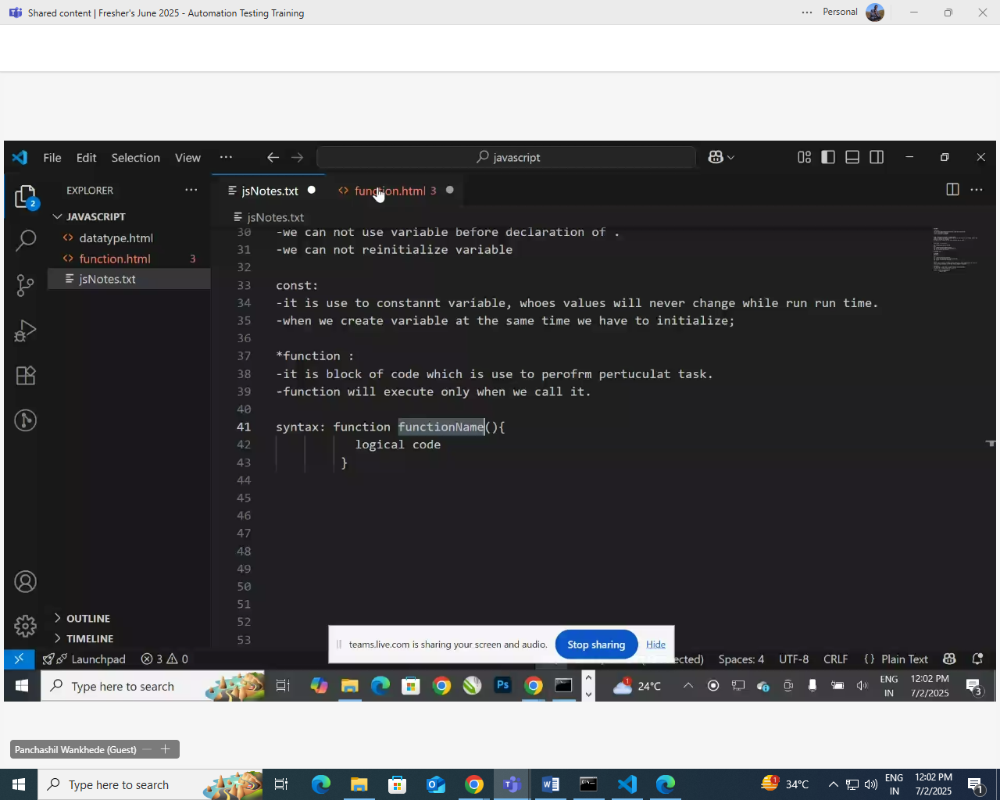 Shared content | Fresher's June 2025 - Automation Testing Training
Personal
File Edit Selection View
javascript
EXPLORER
JAVASCRIPT
datatype.html
function.html 3
jsNotes.txt
OUTLINE
TIMELINE
2
jsNotes.txt
function.html 3
jsNotes.txt
30 -we can not use variable before declaration of .
31 -we can not reinitialize variable
32
33 const:
34 -it is use to constannt variable, whoes values will never change while run run time.
35 -when we create variable at the same time we have to initialize;
36
37 *function :
38 -it is block of code which is use to perofrm pertuculat task.
39 -function will execute only when we call it.
40
41 syntax: function functionName(){
42 logical code
43 }
44
45
46
47
48
49
50
51
52
53
teams.live.com is sharing your screen and audio. Stop sharing Hide
Launchpad 3 0 Spaces: 4 UTF-8 CRLF {} Plain Text
Type here to search
Ps
1 24°C
ENG
IN
12:02 PM
7/2/2025
3
Panchashil Wankhede (Guest)
Type here to search
1 34°C
ENG
IN
12:02 PM
7/2/2025
1